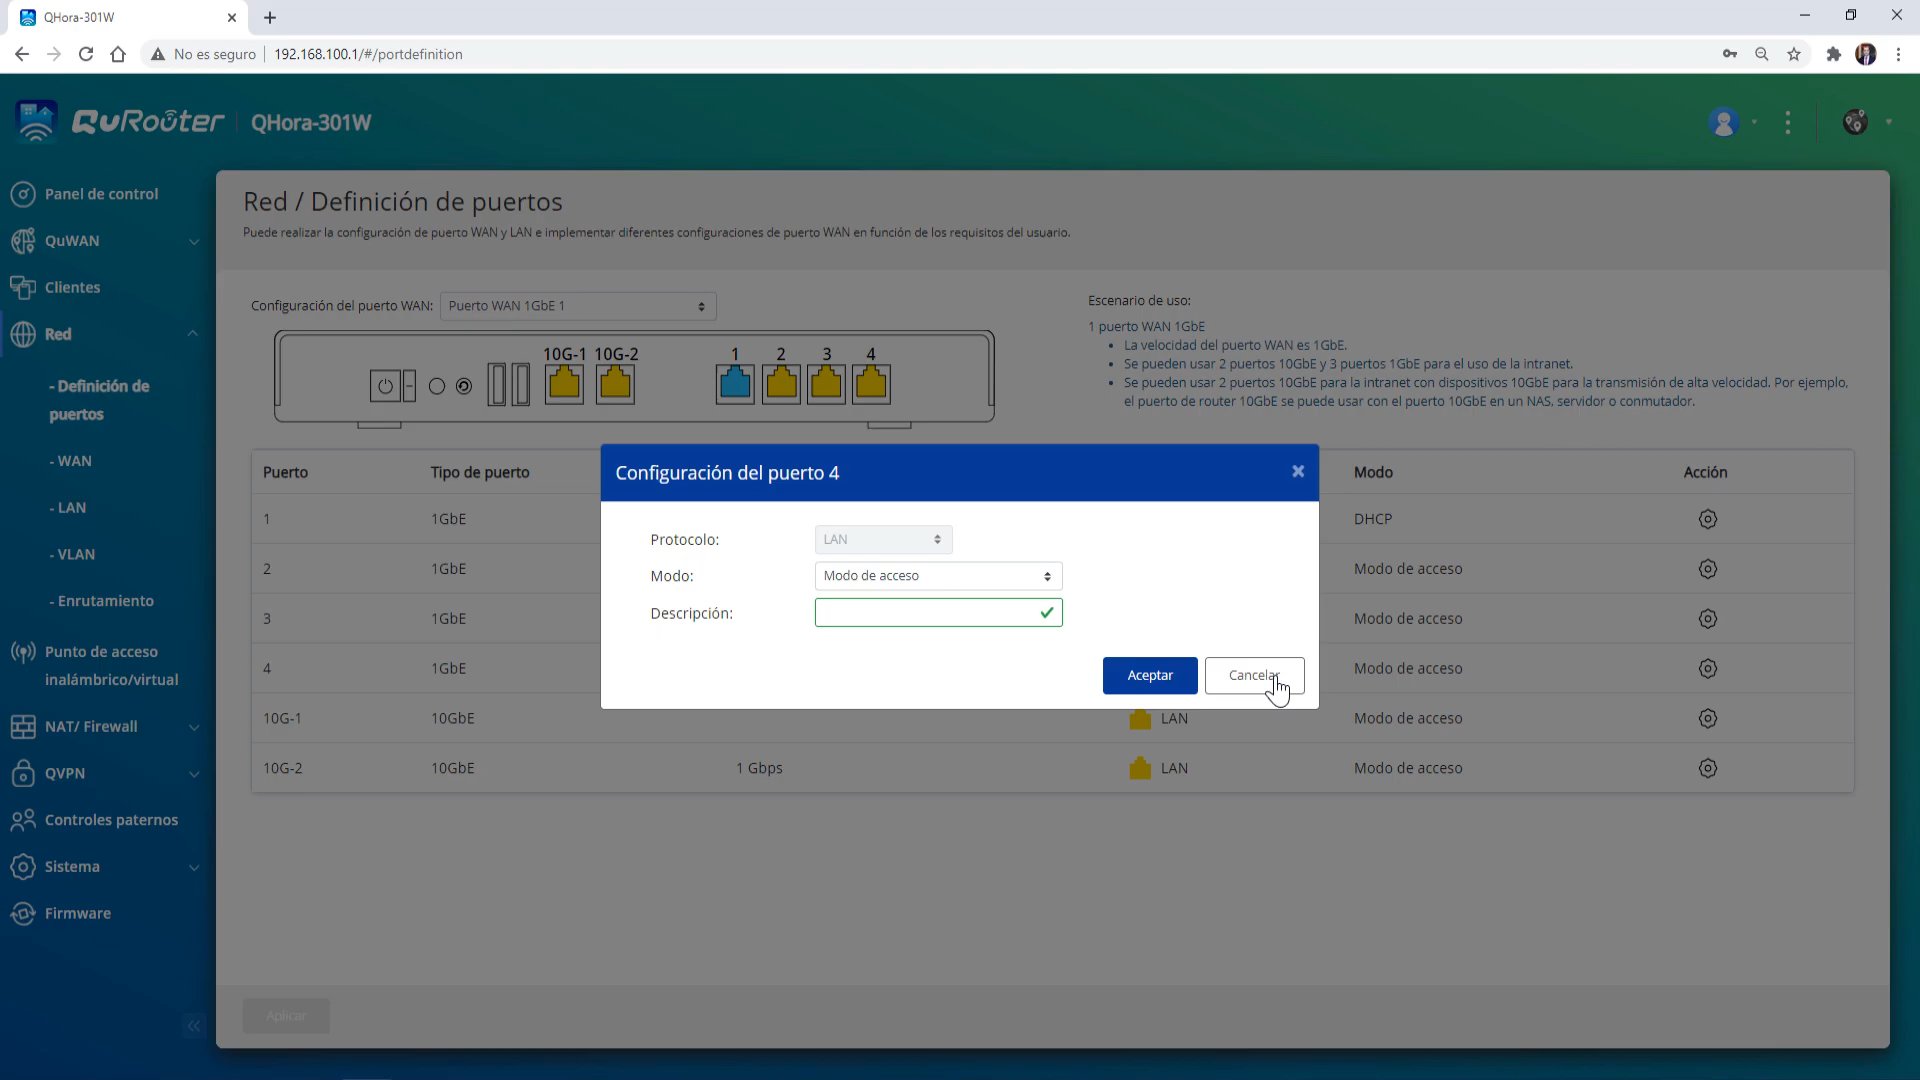 QHora-301W
No es seguro
192.168.100.1/#/portdefinition
QuRouter
QHora-301W
Panel de control
QuWAN
Clientes
Red
- Definición de
puertos
- WAN
- LAN
- VLAN
- Enrutamiento
Punto de acceso
inalámbrico/virtual
NAT/ Firewall
QVPN
Controles paternos
Sistema
Firmware
Red / Definición de puertos
Puede realizar la configuración de puerto WAN y LAN e implementar diferentes configuraciones de puerto WAN en función de los requisitos del usuario.
Configuración del puerto WAN: Puerto WAN 1GbE 1
10G-1 10G-2 1 2 3 4
Escenario de uso:
1 puerto WAN 1GbE
• La velocidad del puerto WAN es 1GbE.
• Se pueden usar 2 puertos 10GbE y 3 puertos 1GbE para el uso de la intranet.
• Se pueden usar 2 puertos 10GbE para la intranet con dispositivos 10GbE para la transmisión de alta velocidad. Por ejemplo,
el puerto de router 10GbE se puede usar con el puerto 10GbE en un NAS, servidor o conmutador.
Puerto Tipo de puerto Modo Acción
1 1GbE DHCP
2 1GbE Modo de acceso
3 1GbE Modo de acceso
4 1GbE Modo de acceso
10G-1 10GbE LAN Modo de acceso
10G-2 10GbE 1 Gbps LAN Modo de acceso
Configuración del puerto 4
Protocolo: LAN
Modo: Modo de acceso
Descripción:
Aceptar
Cancelar
Aplicar